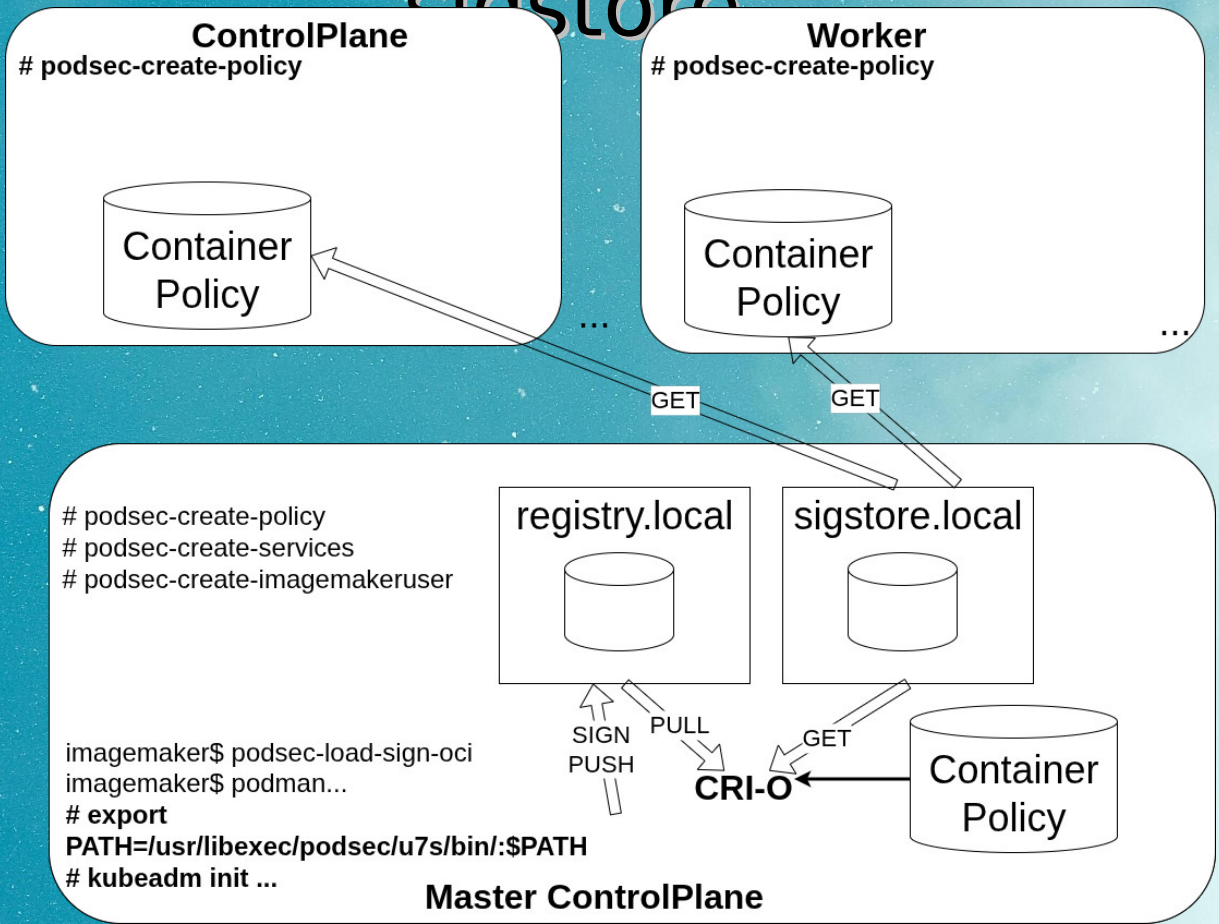 sigstore
ControlPlane
# podsec-create-policy
Container
Policy
...
Worker
# podsec-create-policy
Container
Policy
...
GET
GET
# podsec-create-policy
# podsec-create-services
# podsec-create-imagemakeruser
registry.local
sigstore.local
imagemaker$ podsec-load-sign-oci
imagemaker$ podman...
# export
PATH=/usr/libexec/podsec/u7s/bin/:$PATH
# kubeadm init ...
SIGN
PUSH
PULL
GET
CRI-O
Container
Policy
Master ControlPlane